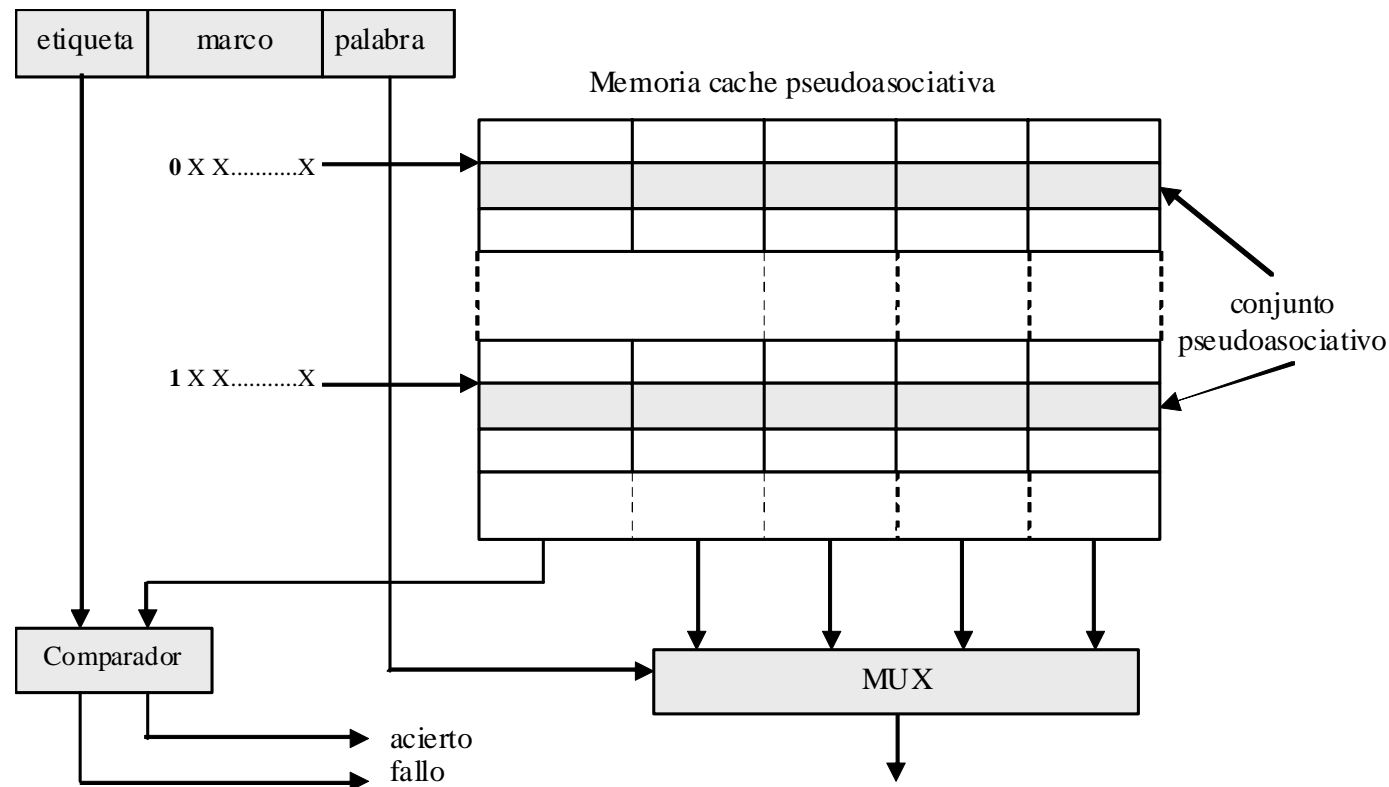 etiqueta marco palabra
Memoria cache pseudoasociativa
0 X X...........X
conjunto
pseudoasociativo
1 X X...........X
Comparador
MUX
acierto
fallo